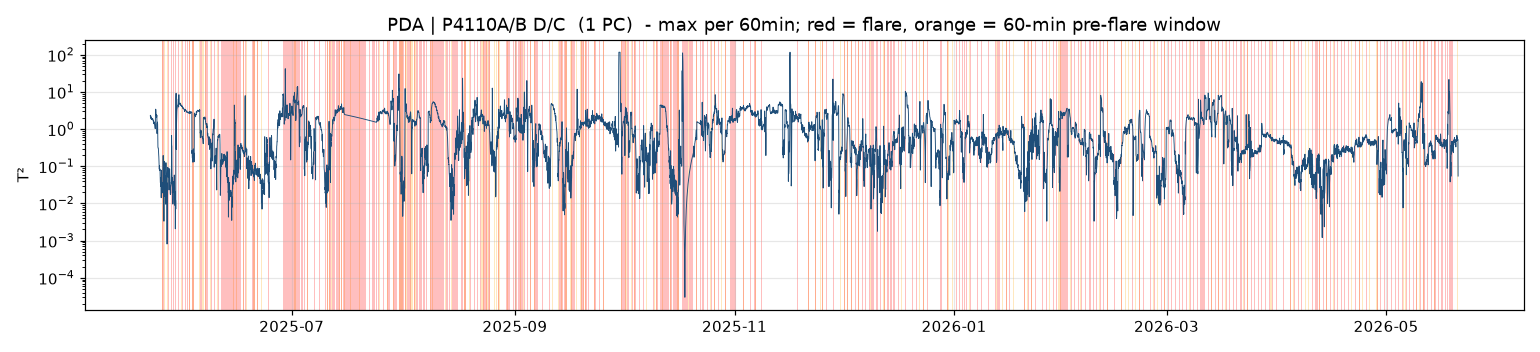 PDA | P4110A/B D/C (1 PC) - max per 60min; red = flare, orange = 60-min pre-flare window
T²
10²
10¹
10⁰
10⁻¹
10⁻²
10⁻³
10⁻⁴
2025-07 2025-09 2025-11 2026-01 2026-03 2026-05